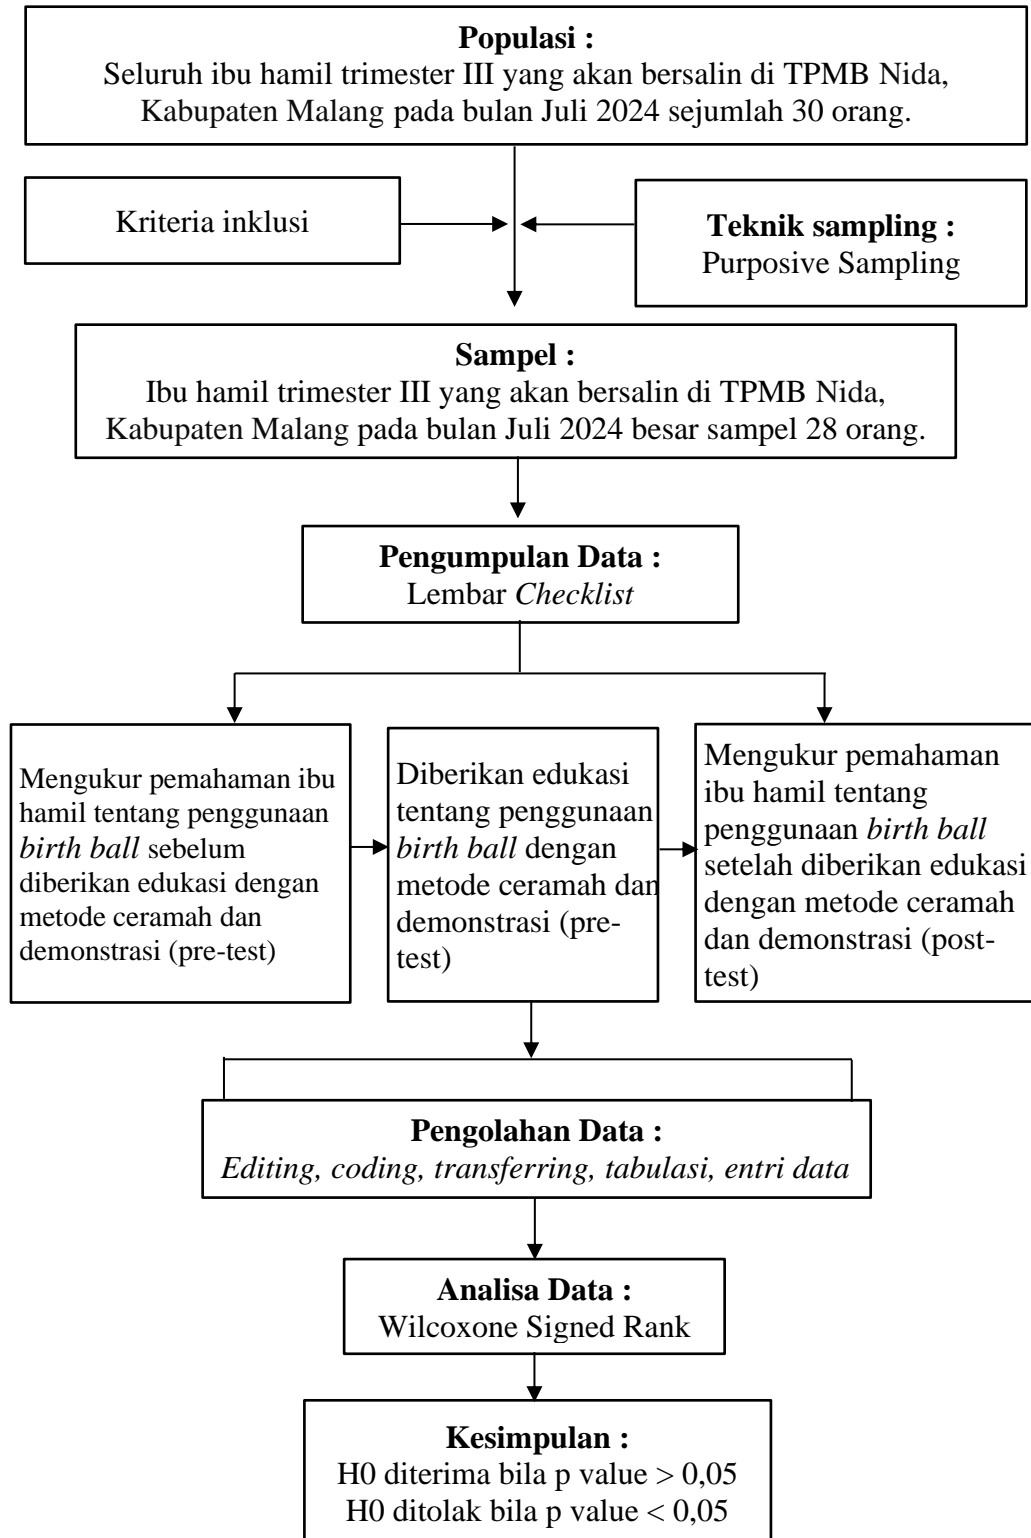 Populasi :
Seluruh ibu hamil trimester III yang akan bersalin di TPMB Nida,
Kabupaten Malang pada bulan Juli 2024 sejumlah 30 orang.
Kriteria inklusi
Teknik sampling :
Purposive Sampling
Sampel :
Ibu hamil trimester III yang akan bersalin di TPMB Nida,
Kabupaten Malang pada bulan Juli 2024 besar sampel 28 orang.
Pengumpulan Data :
Lembar Checklist
Mengukur pemahaman ibu
hamil tentang penggunaan
birth ball sebelum
diberikan edukasi dengan
metode ceramah dan
demonstrasi (pre-test)
Diberikan edukasi
tentang penggunaan
birth ball dengan
metode ceramah dan
demonstrasi (pre-
test)
Mengukur pemahaman
ibu hamil tentang
penggunaan birth ball
setelah diberikan edukasi
dengan metode ceramah
dan demonstrasi (post-
test)
Pengolahan Data :
Editing, coding, transferring, tabulasi, entri data
Analisa Data :
Wilcoxone Signed Rank
Kesimpulan :
H0 diterima bila p value > 0,05
H0 ditolak bila p value < 0,05